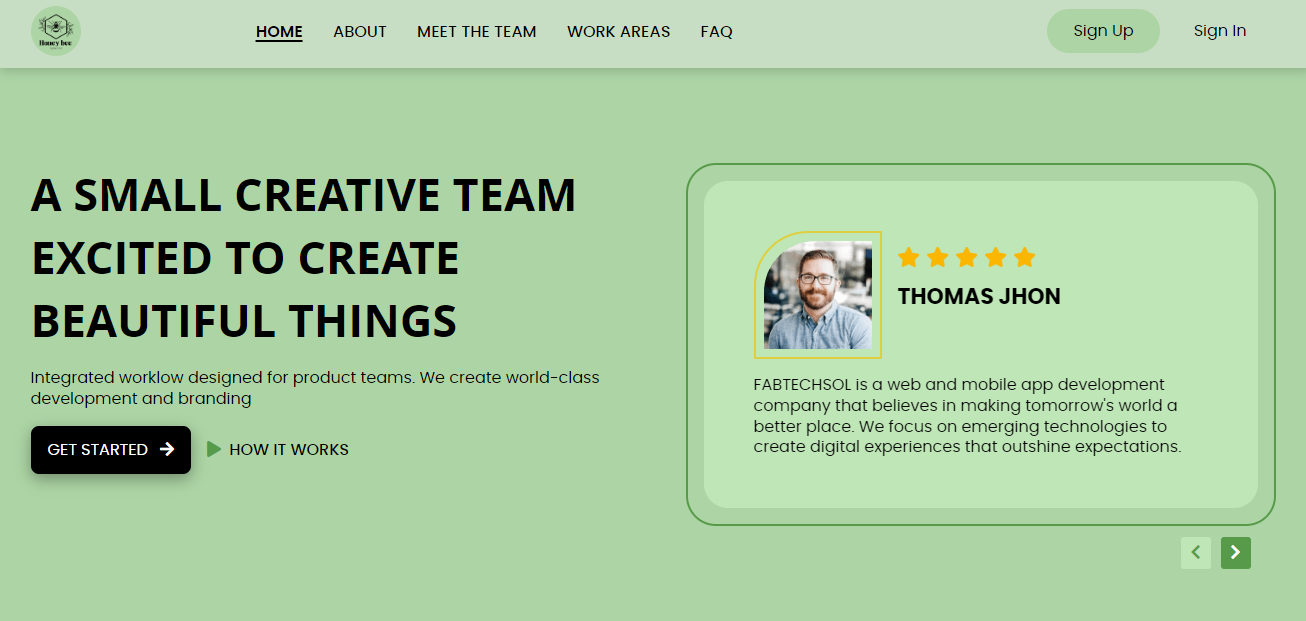 Honey bee
HOME
ABOUT
MEET THE TEAM
WORK AREAS
FAQ
Sign Up
Sign In
A SMALL CREATIVE TEAM
EXCITED TO CREATE
BEAUTIFUL THINGS
Integrated worklow designed for product teams. We create world-class
development and branding
GET STARTED
HOW IT WORKS
THOMAS JHON
FABTECHSOL is a web and mobile app development
company that believes in making tomorrow's world a
better place. We focus on emerging technologies to
create digital experiences that outshine expectations.